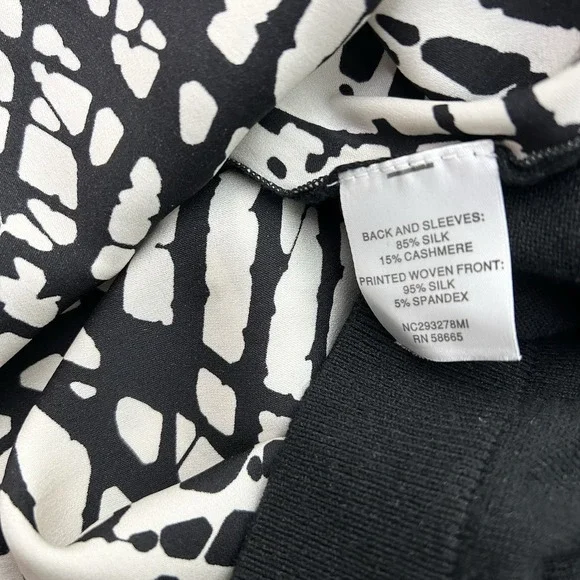 BACK AND SLEEVES:
85% SILK
15% CASHMERE
PRINTED WOVEN FRONT:
95% SILK
5% SPANDEX
NC293278MI
RN 58665